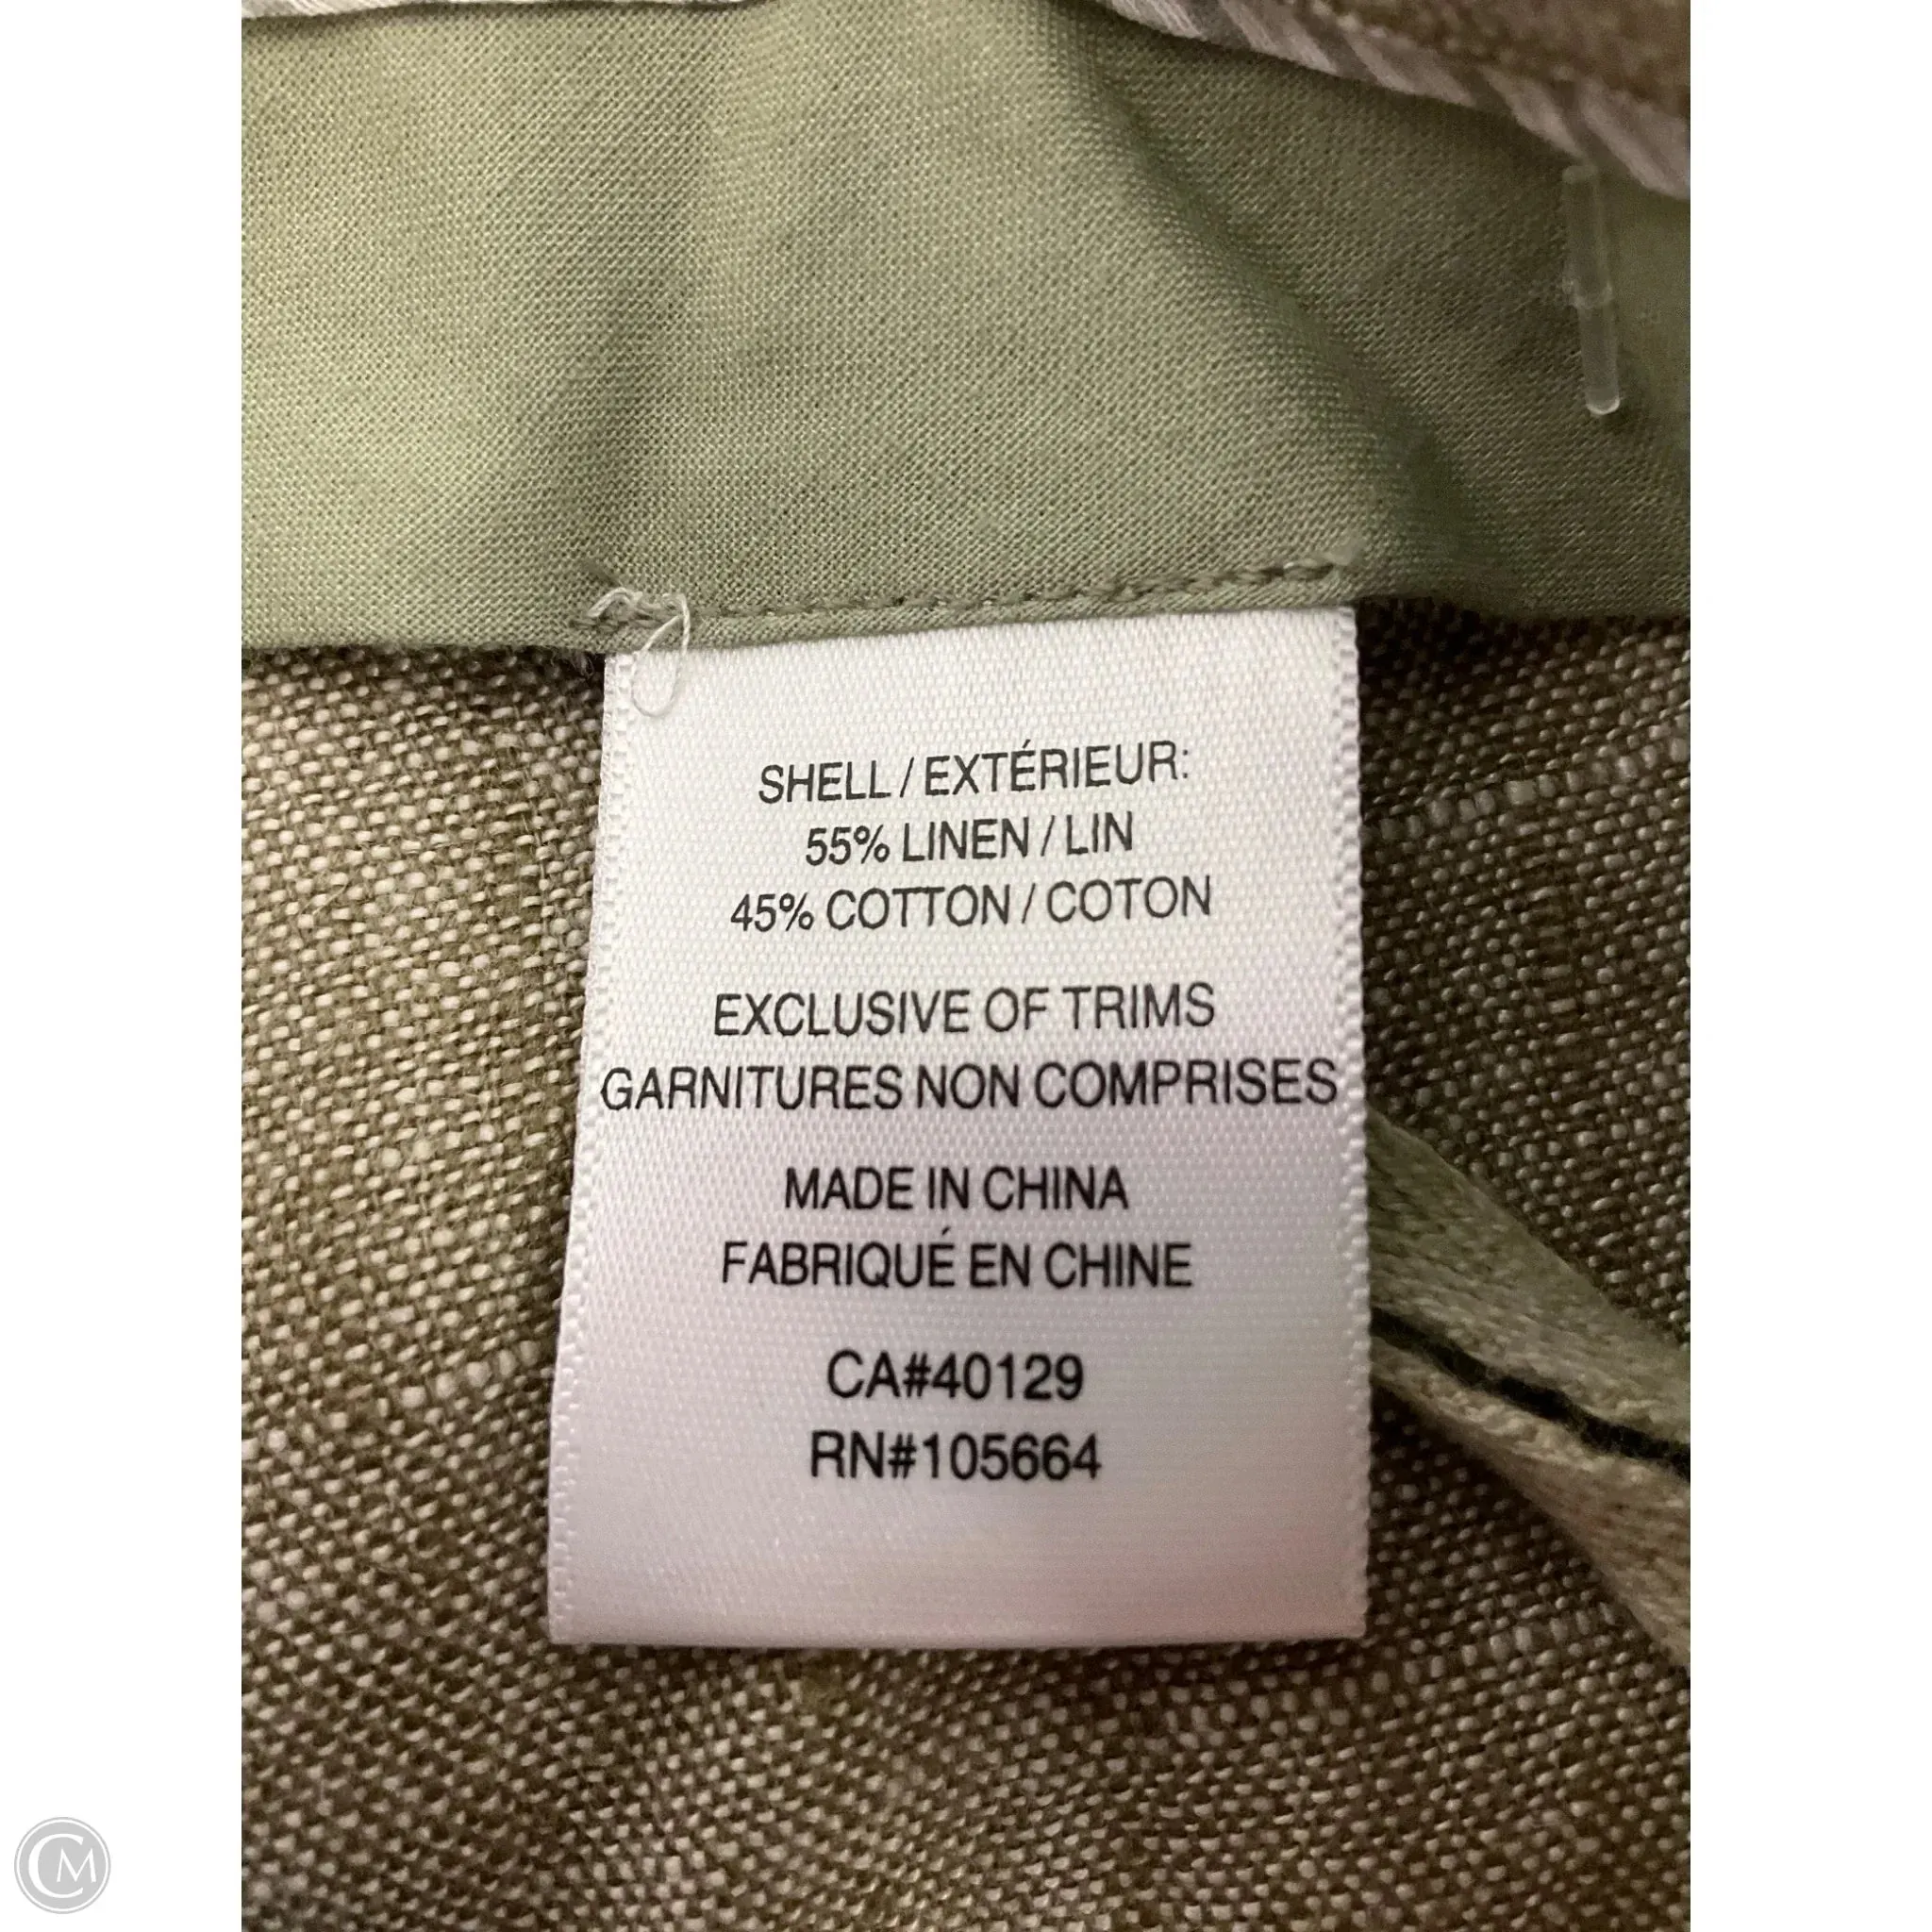 SHELL / EXTÉRIEUR:
55% LINEN / LIN
45% COTTON / COTON
EXCLUSIVE OF TRIMS
GARNITURES NON COMPRISES
MADE IN CHINA
FABRIQUÉ EN CHINE
CA#40129
RN#105664
CM